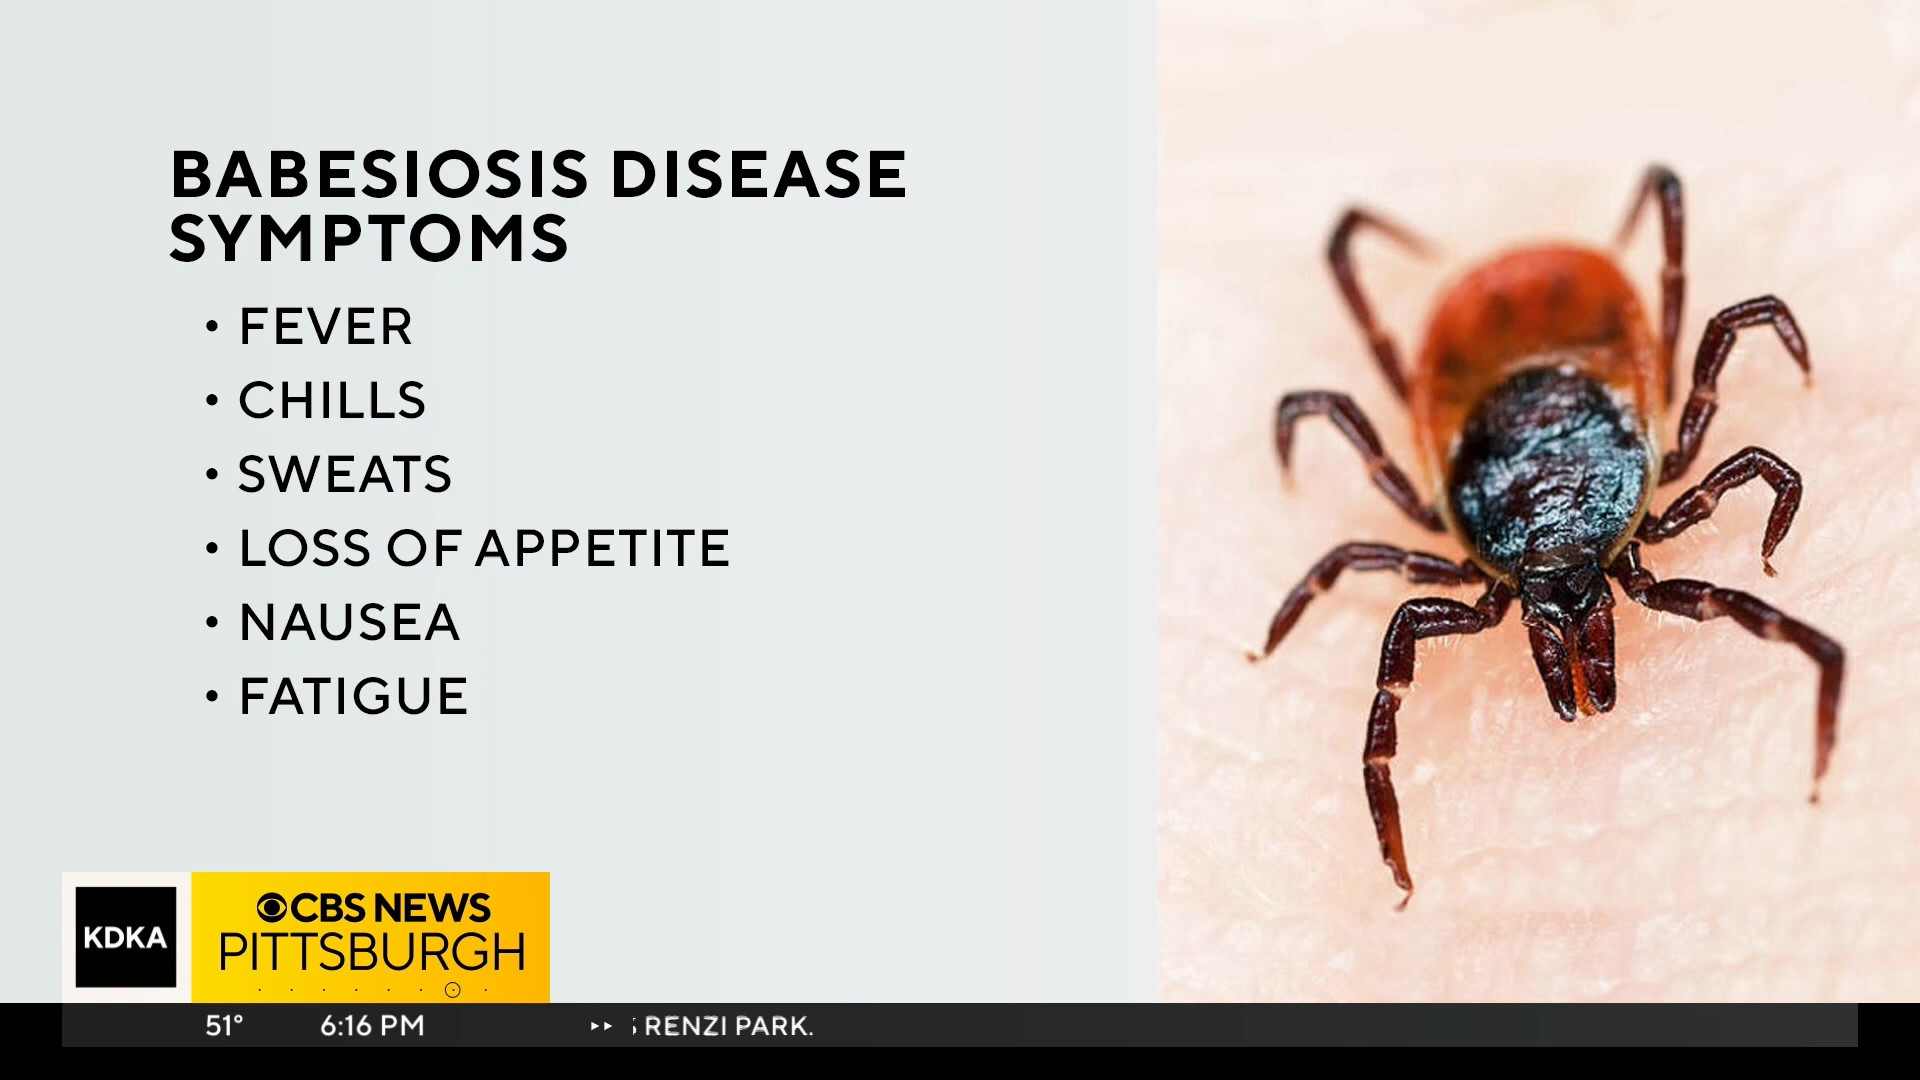 BABESIOSIS DISEASE
SYMPTOMS
• FEVER
• CHILLS
• SWEATS
• LOSS OF APPETITE
• NAUSEA
• FATIGUE
KDKA
CBS NEWS
PITTSBURGH
51° 6:16 PM RENZI PARK.